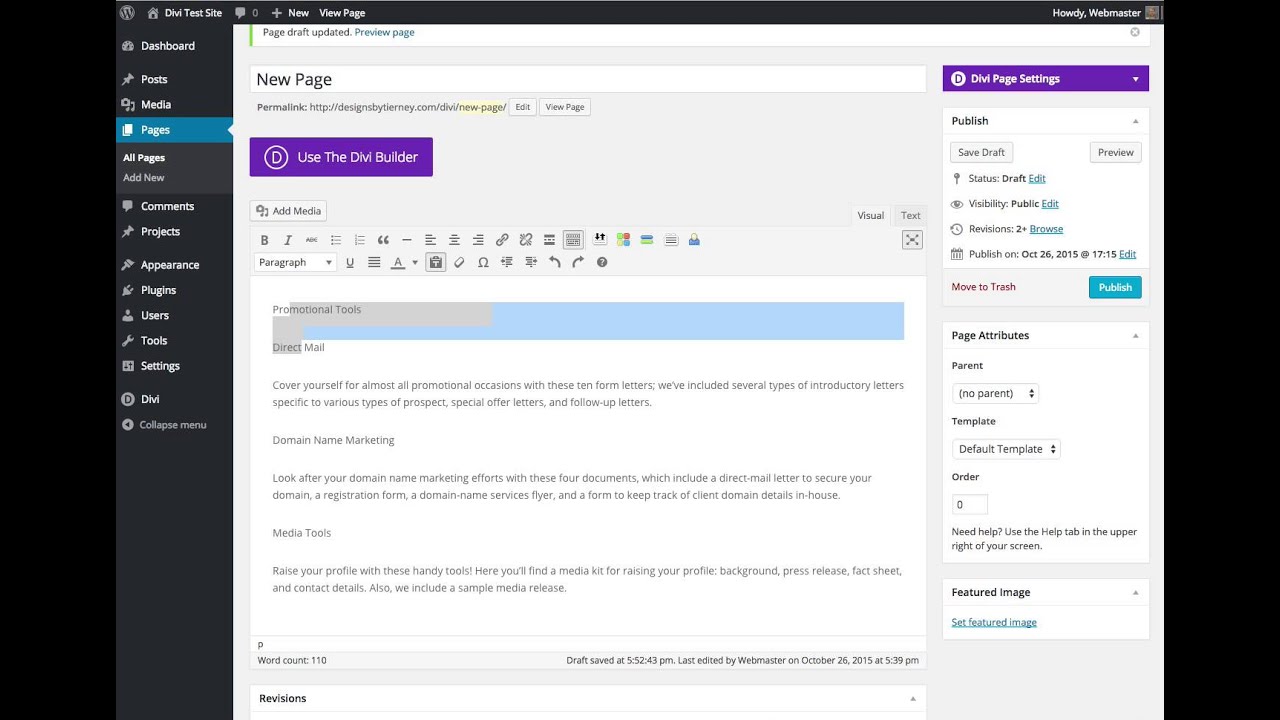 Divi Test Site 0 New View Page Howdy, Webmaster
Page draft updated. Preview page
Dashboard
Posts
Media
Pages
All Pages
Add New
Comments
Projects
Appearance
Plugins
Users
Tools
Settings
Divi
Collapse menu
New Page
Permalink: http://designsbytierney.com/divi/new-page/ Edit View Page
D Use The Divi Builder
Add Media
Visual Text
B I ABC
Paragraph U A Ω
Promotional Tools
Direct Mail
Cover yourself for almost all promotional occasions with these ten form letters; we've included several types of introductory letters
specific to various types of prospect, special offer letters, and follow-up letters.
Domain Name Marketing
Look after your domain name marketing efforts with these four documents, which include a direct-mail letter to secure your
domain, a registration form, a domain-name services flyer, and a form to keep track of client domain details in-house.
Media Tools
Raise your profile with these handy tools! Here you'll find a media kit for raising your profile: background, press release, fact sheet,
and contact details. Also, we include a sample media release.
p
Word count: 110 Draft saved at 5:52:43 pm. Last edited by Webmaster on October 26, 2015 at 5:39 pm
Revisions
D Divi Page Settings
Publish
Save Draft Preview
Status: Draft Edit
Visibility: Public Edit
Revisions: 2+ Browse
Publish on: Oct 26, 2015 @ 17:15 Edit
Move to Trash Publish
Page Attributes
Parent
(no parent)
Template
Default Template
Order
0
Need help? Use the Help tab in the upper
right of your screen.
Featured Image
Set featured image